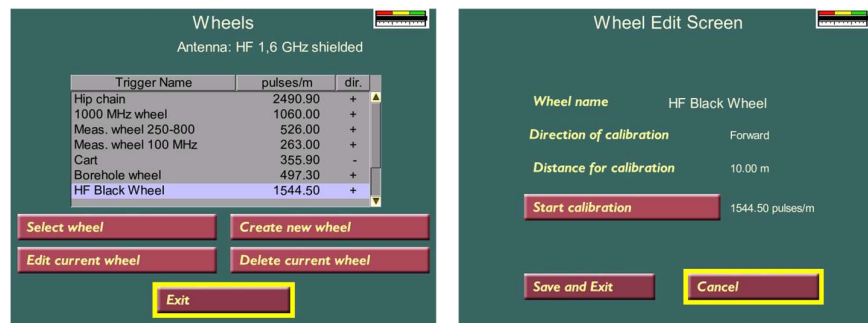 Wheels
Antenna: HF 1,6 GHz shielded
Trigger Name pulses/m dir.
Hip chain 2490.90 +
1000 MHz wheel 1060.00 +
Meas. wheel 250-800 526.00 +
Meas. wheel 100 MHz 263.00 +
Cart 355.90 -
Borehole wheel 497.30 +
HF Black Wheel 1544.50 +
Select wheel Create new wheel
Edit current wheel Delete current wheel
Exit
Wheel Edit Screen
Wheel name HF Black Wheel
Direction of calibration Forward
Distance for calibration 10.00 m
Start calibration 1544.50 pulses/m
Save and Exit Cancel